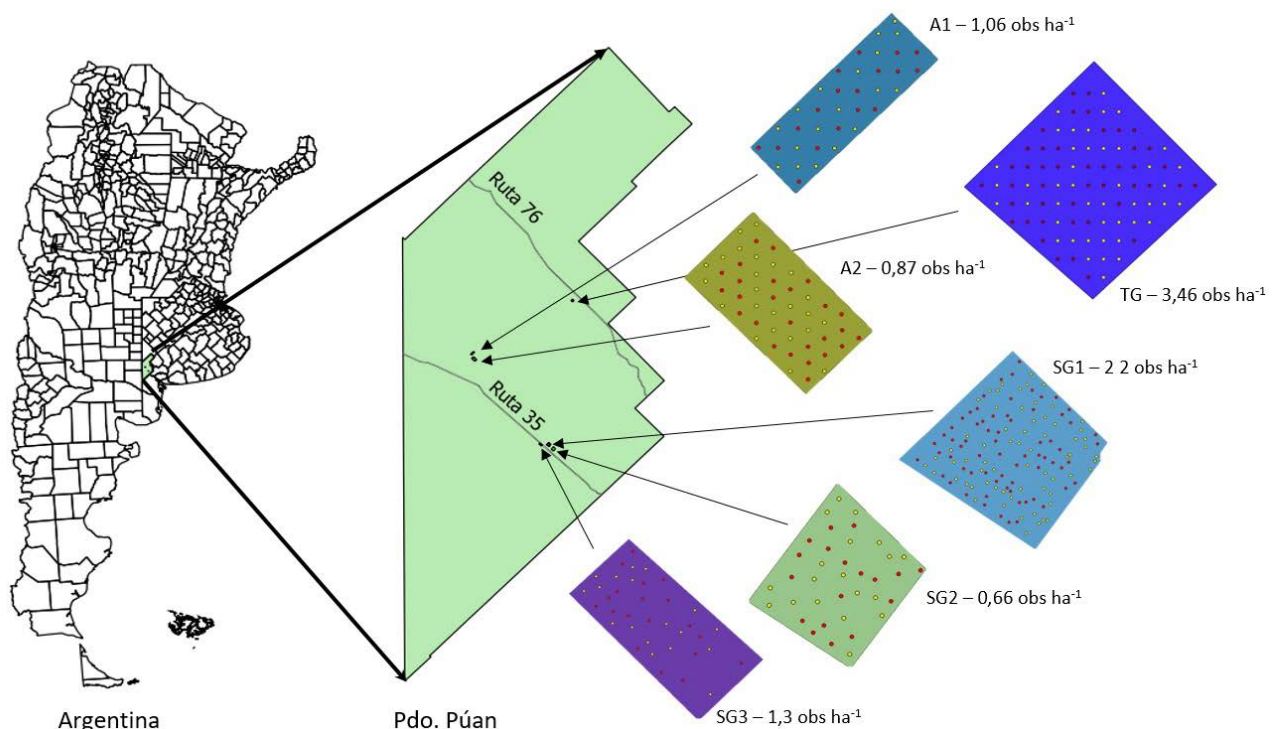 A1 – 1,06 obs ha⁻¹
Ruta 76
A2 – 0,87 obs ha⁻¹
TG – 3,46 obs ha⁻¹
SG1 – 2 2 obs ha⁻¹
Ruta 35
SG2 – 0,66 obs ha⁻¹
SG3 – 1,3 obs ha⁻¹
Argentina
Pdo. Púan